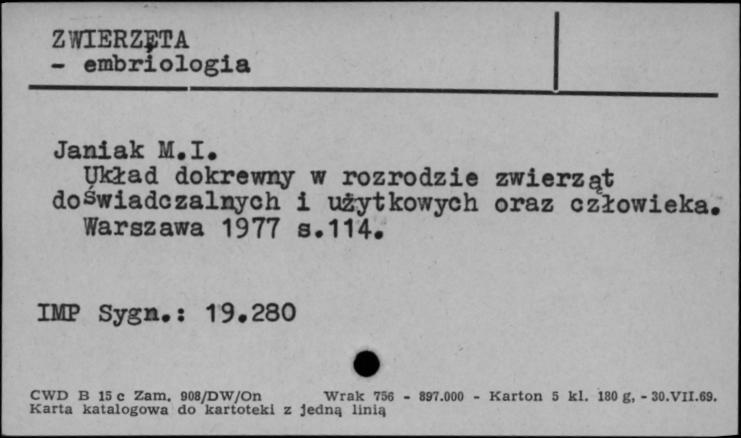 ZWIERZĘTA
- embriologia
Janiak M.I.
Układ dokrewny w rozrodzie zwierząt
doświadczalnych i użytkowych oraz człowieka.
Warszawa 1977 s.114.
IMP Sygn.: 19.280
CWD B 15 c Zam. 908/DW/On Wrak 756 - 897.000 - Karton 5 kl. 180 g, - 30.VII.69.
Karta katalogowa do kartoteki z jedną linią